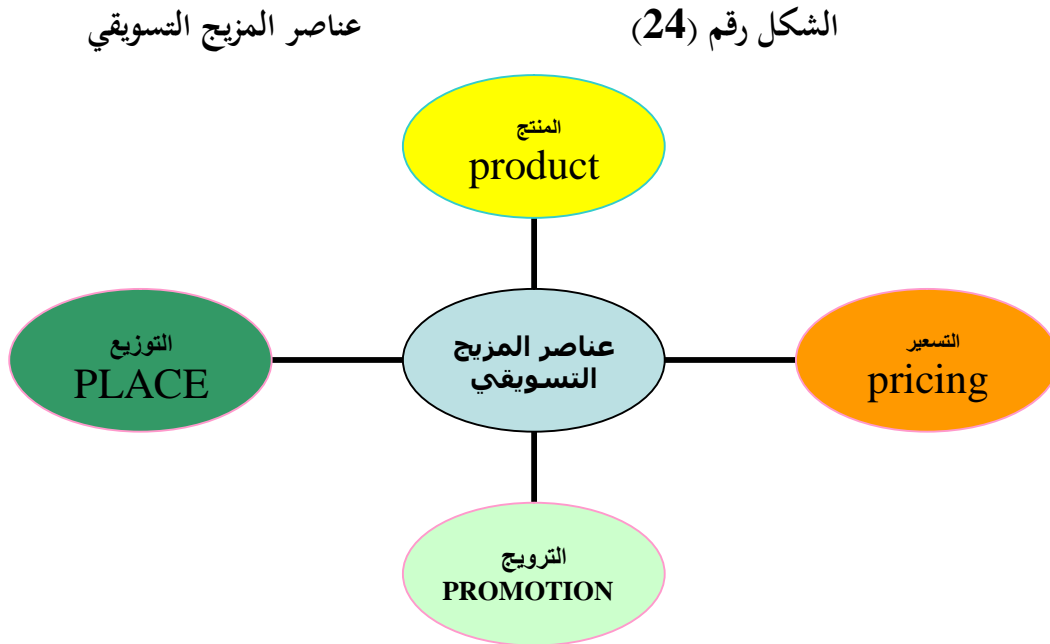 الشكل رقم (24) عناصر المزيج التسويقي
المنتج
product
التسعير
pricing
عناصر المزيج
التسويقي
التوزيع
PLACE
الترويج
PROMOTION